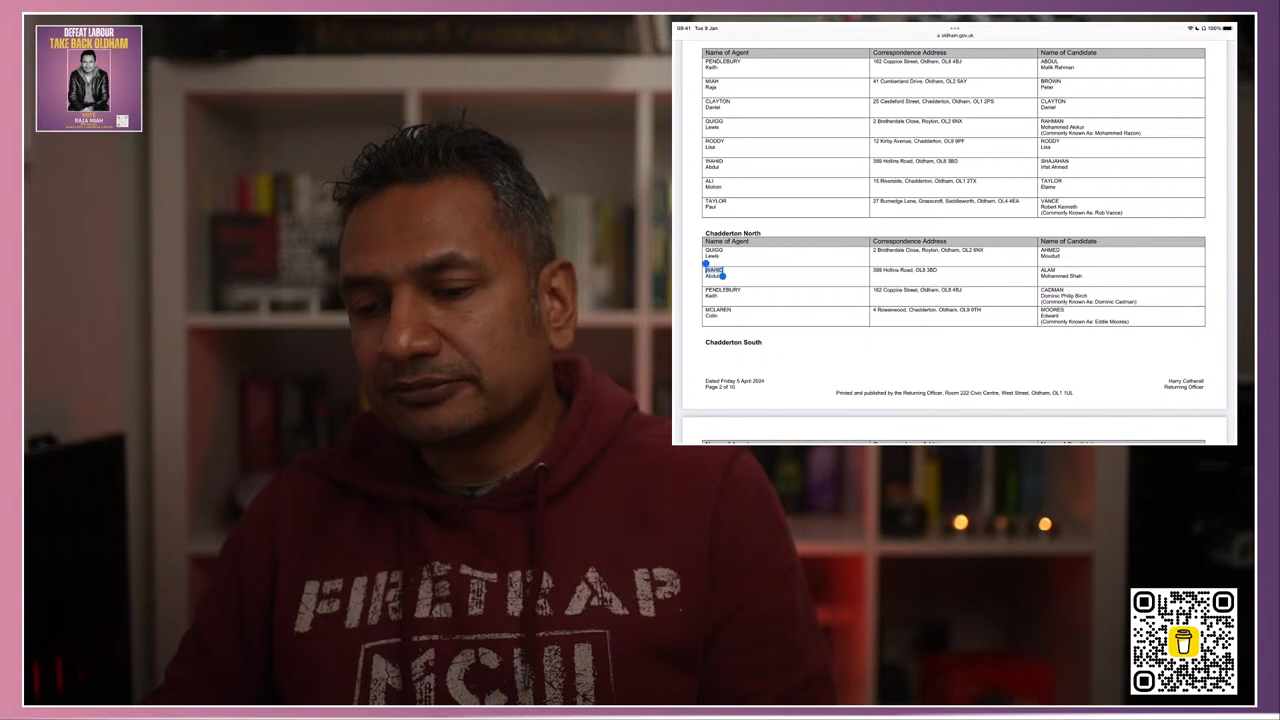 DEFEAT LABOUR
TAKE BACK OLDHAM
VOTE
RAJA MIAH
09:41 Tue 9 Jan
100%
oldham.gov.uk
Name of Agent Correspondence Address Name of Candidate
PENDLEBURY 162 Coppice Street, Oldham, OL8 4BJ ABDUL
Keith Malik Rahman
MIAH 41 Cumberland Drive, Oldham, OL2 5AY BROWN
Raja Peter
CLAYTON 25 Castleford Street, Chadderton, Oldham, OL1 2PS CLAYTON
Daniel Daniel
QUIGG 2 Brotherdale Close, Royton, OL2 6NX RAHMAN
Lewis Mohammed Akikur
(Commonly Known As: Mohammed Razon)
RODDY 12 Kirby Avenue, Chadderton, OL9 9PF RODDY
Lisa Lisa
WAHID 399 Hollins Road, Oldham, OL8 3BD SHAJAHAN
Abdul Irfat Ahmed
ALI 15 Riverside, Chadderton, Oldham, OL1 2TX TAYLOR
Mohon Elaine
TAYLOR 27 Burnedge Lane, Grasscroft, Saddleworth, Oldham, OL4 4EA VANCE
Paul Robert Kenneth
(Commonly Known As: Rob Vance)
Chadderton North
Name of Agent Correspondence Address Name of Candidate
QUIGG 2 Brotherdale Close, Royton, Oldham, OL2 6NX AHMED
Lewis Moudud
WAHID 399 Hollins Road, OL8 3BD ALAM
Abdul Mohammed Shah
PENDLEBURY 162 Coppice Street, Oldham, OL8 4BJ CADMAN
Keith Dominic Philip Birch
(Commonly Known As: Dominic Cadman)
MCLAREN 4 Rowanwood, Chadderton, Oldham, OL9 9TH MOORES
Colin Edward
(Commonly Known As: Eddie Moores)
Chadderton South
Dated Friday 5 April 2024 Harry Catherall
Page 2 of 10 Returning Officer
Printed and published by the Returning Officer, Room 222 Civic Centre, West Street, Oldham, OL1 1UL